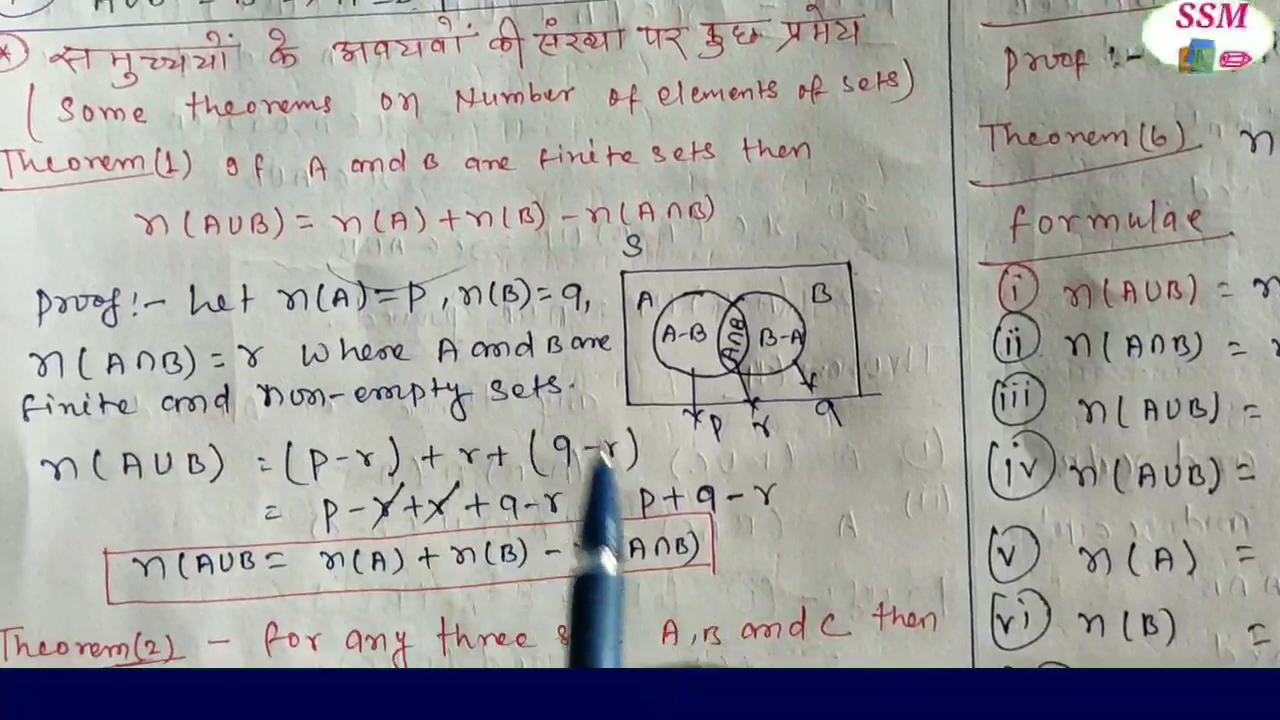 * समुच्चयों के अवयवों की संख्या पर कुछ प्रमेय
(Some theorems on Number of elements of sets)
Theorem(1) If A and B are finite sets then
n(A∪B) = n(A)+n(B)-n(A∩B)
Proof:- Let n(A)=p, n(B)=q,
n(A∩B)=r where A and B are
finite and non-empty sets.
S
A
B
A-B
A∩B
B-A
p
r
q
n(A∪B) =(p-r)+r+(q-r)
= p-r+r+q-r p+q-r
n(A∪B= n(A)+n(B)- A∩B)
Theorem(2) - for any three A,B and C then
SSM
Proof:-
Theorem(6) n
formulae
(i) n(A∪B) =
(ii) n(A∩B) =
(iii) n(A∪B) =
(iv) n(A∪B) =
(v) n(A) =
(vi) n(B) =